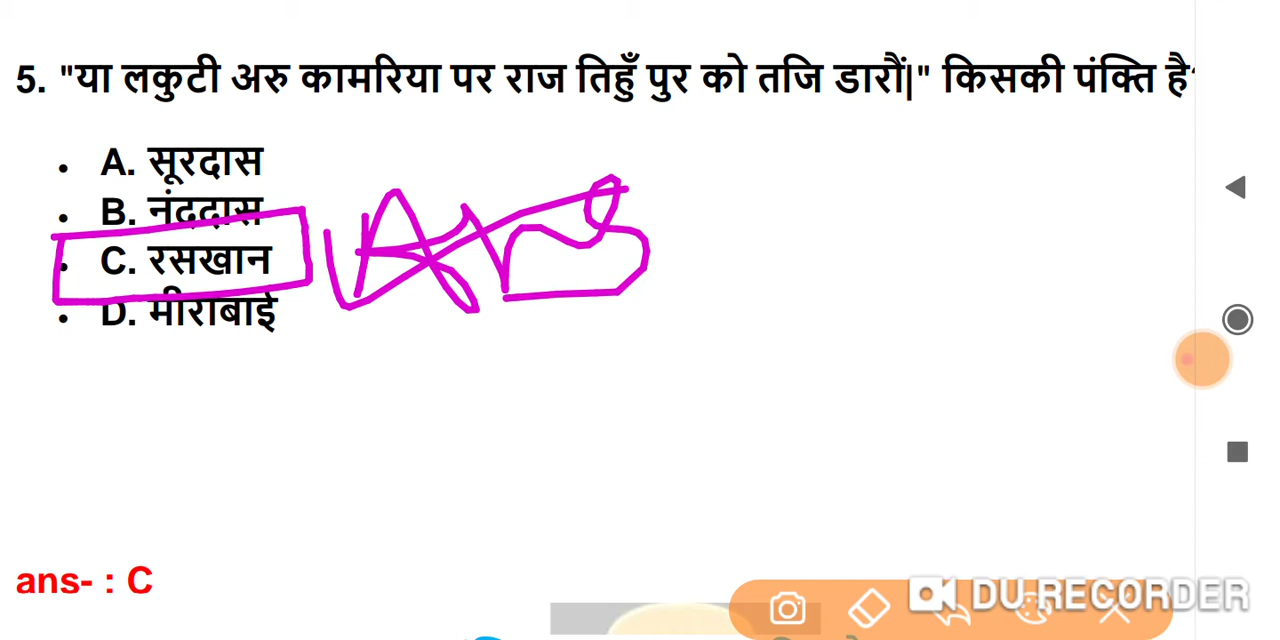 5. "या लकुटी अरु कामरिया पर राज तिहुँ पुर को तजि डारौं|" किसकी पंक्ति है
• A. सूरदास
• B. नंददास
• C. रसखान
• D. मीराबाई
Ans
ans- : C
DU RECORDER